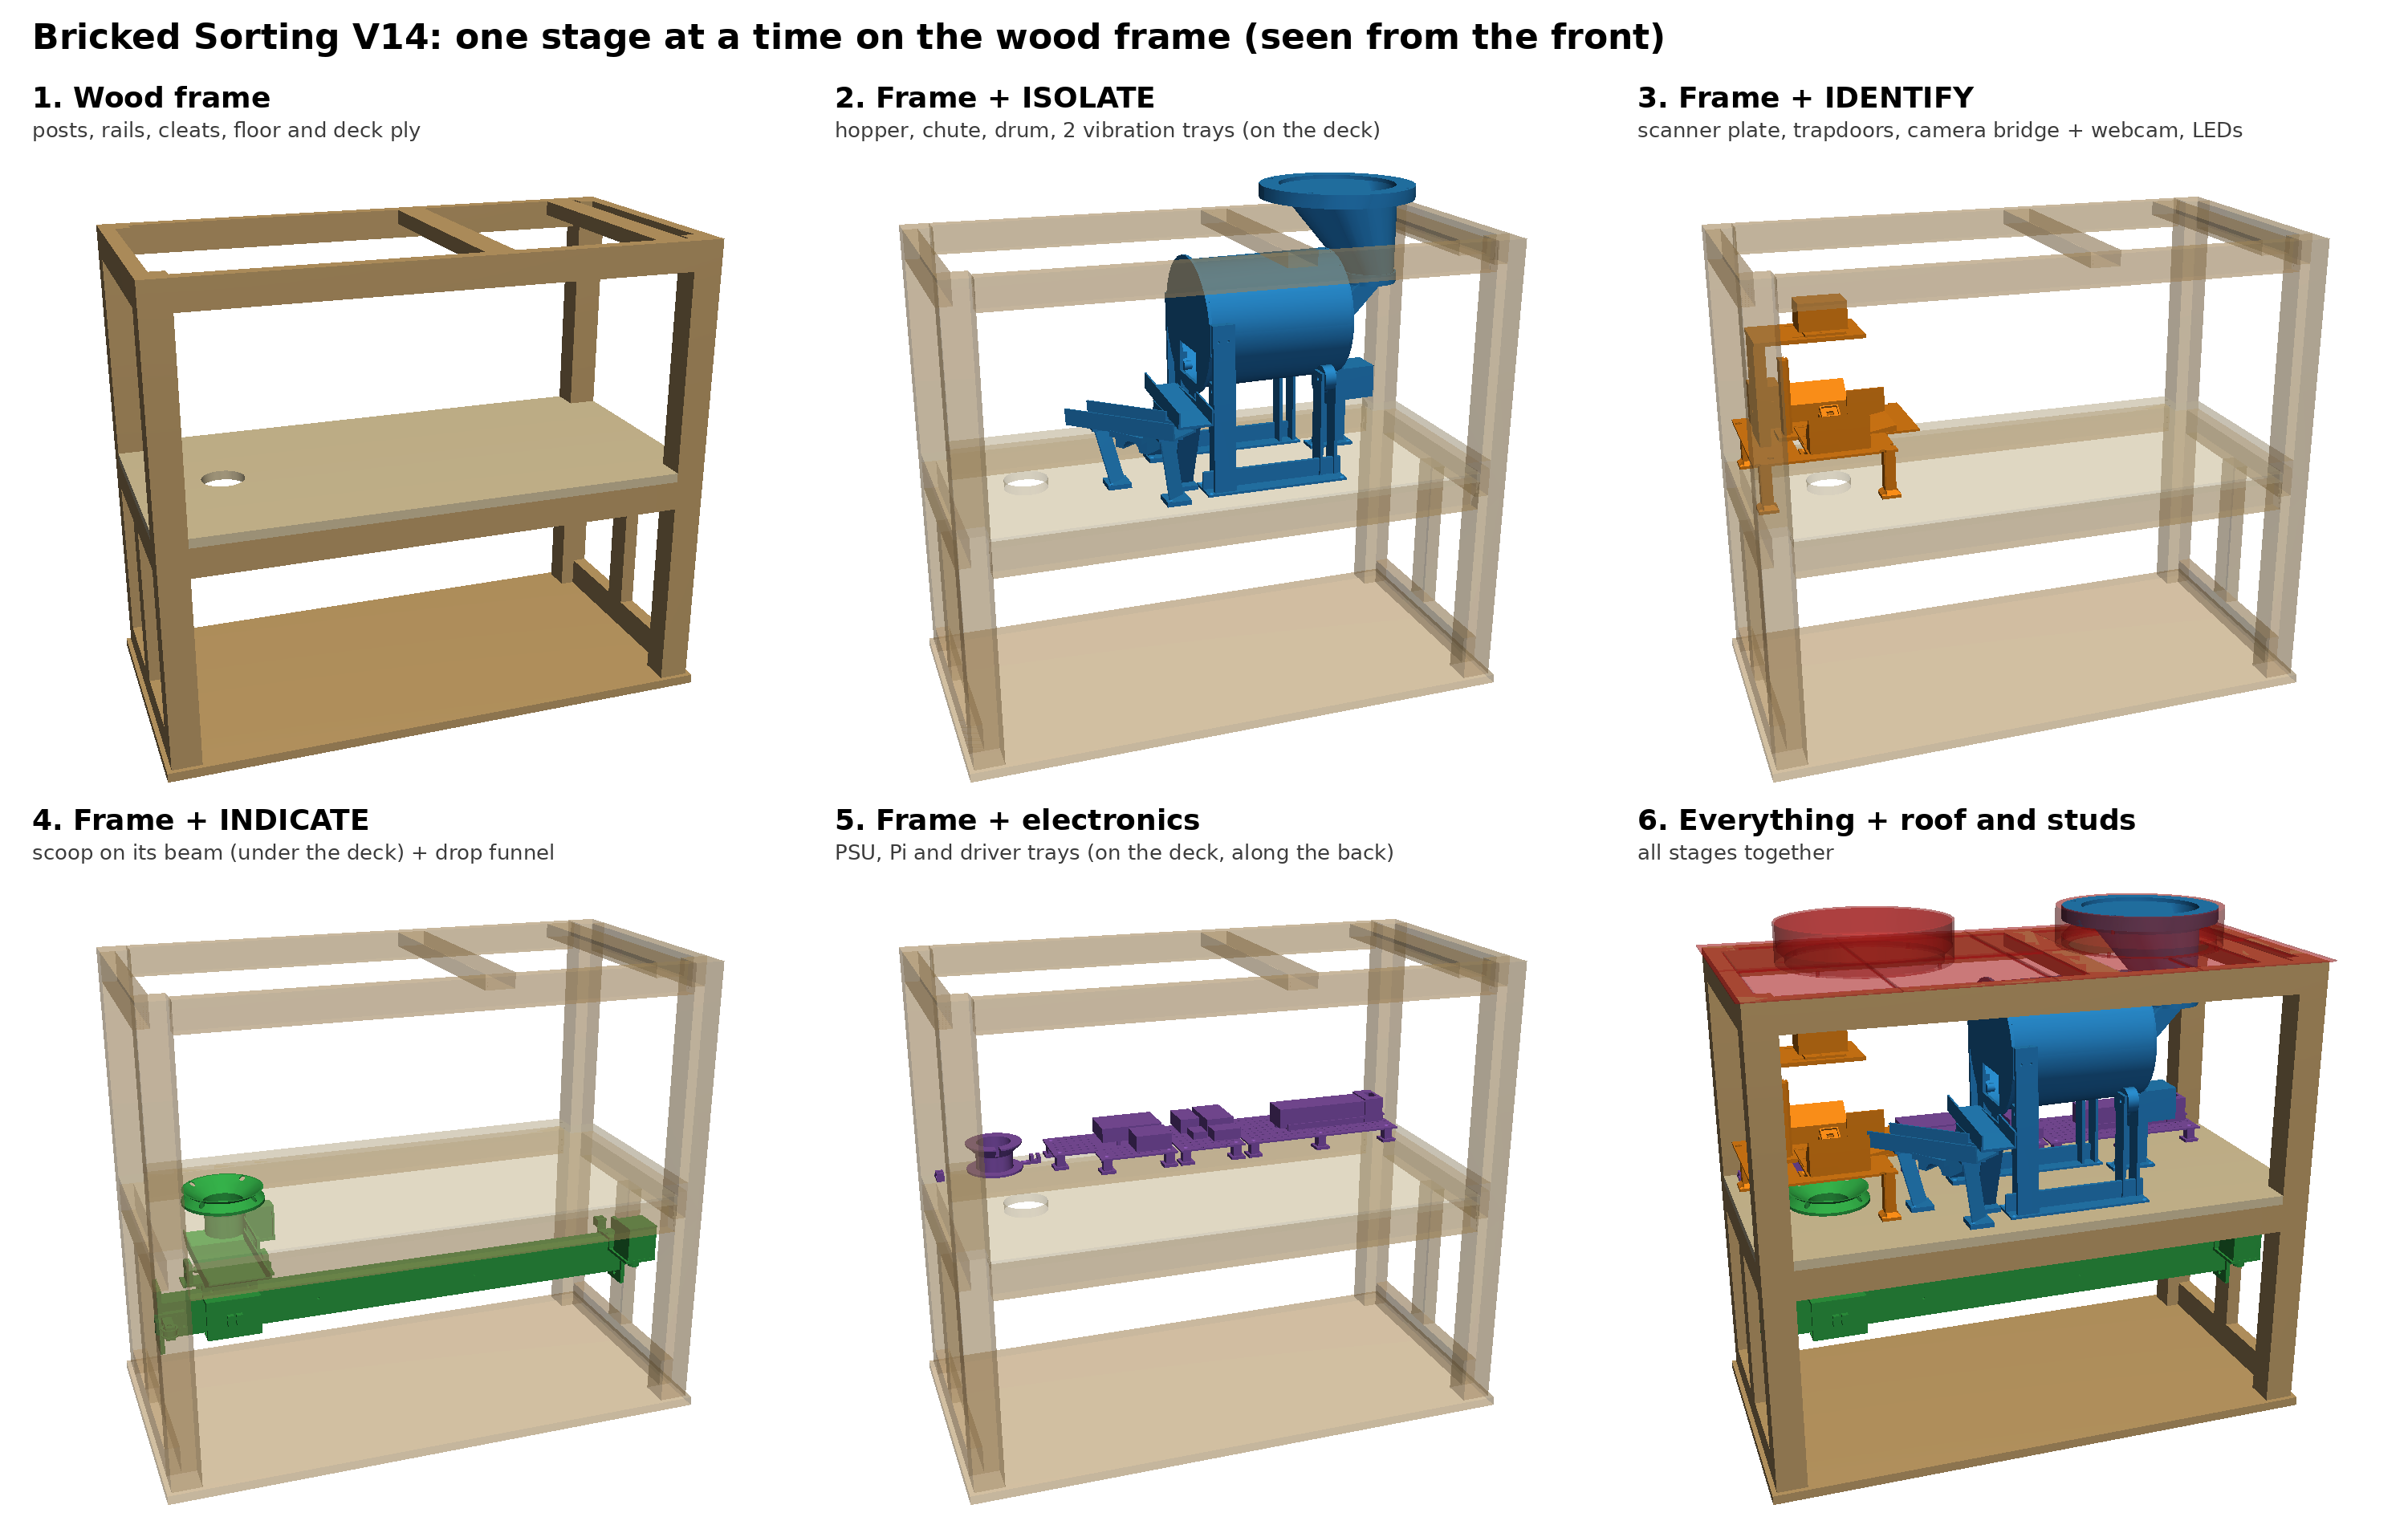 Bricked Sorting V14: one stage at a time on the wood frame (seen from the front)
1. Wood frame
posts, rails, cleats, floor and deck ply
2. Frame + ISOLATE
hopper, chute, drum, 2 vibration trays (on the deck)
3. Frame + IDENTIFY
scanner plate, trapdoors, camera bridge + webcam, LEDs
4. Frame + INDICATE
scoop on its beam (under the deck) + drop funnel
5. Frame + electronics
PSU, Pi and driver trays (on the deck, along the back)
6. Everything + roof and studs
all stages together